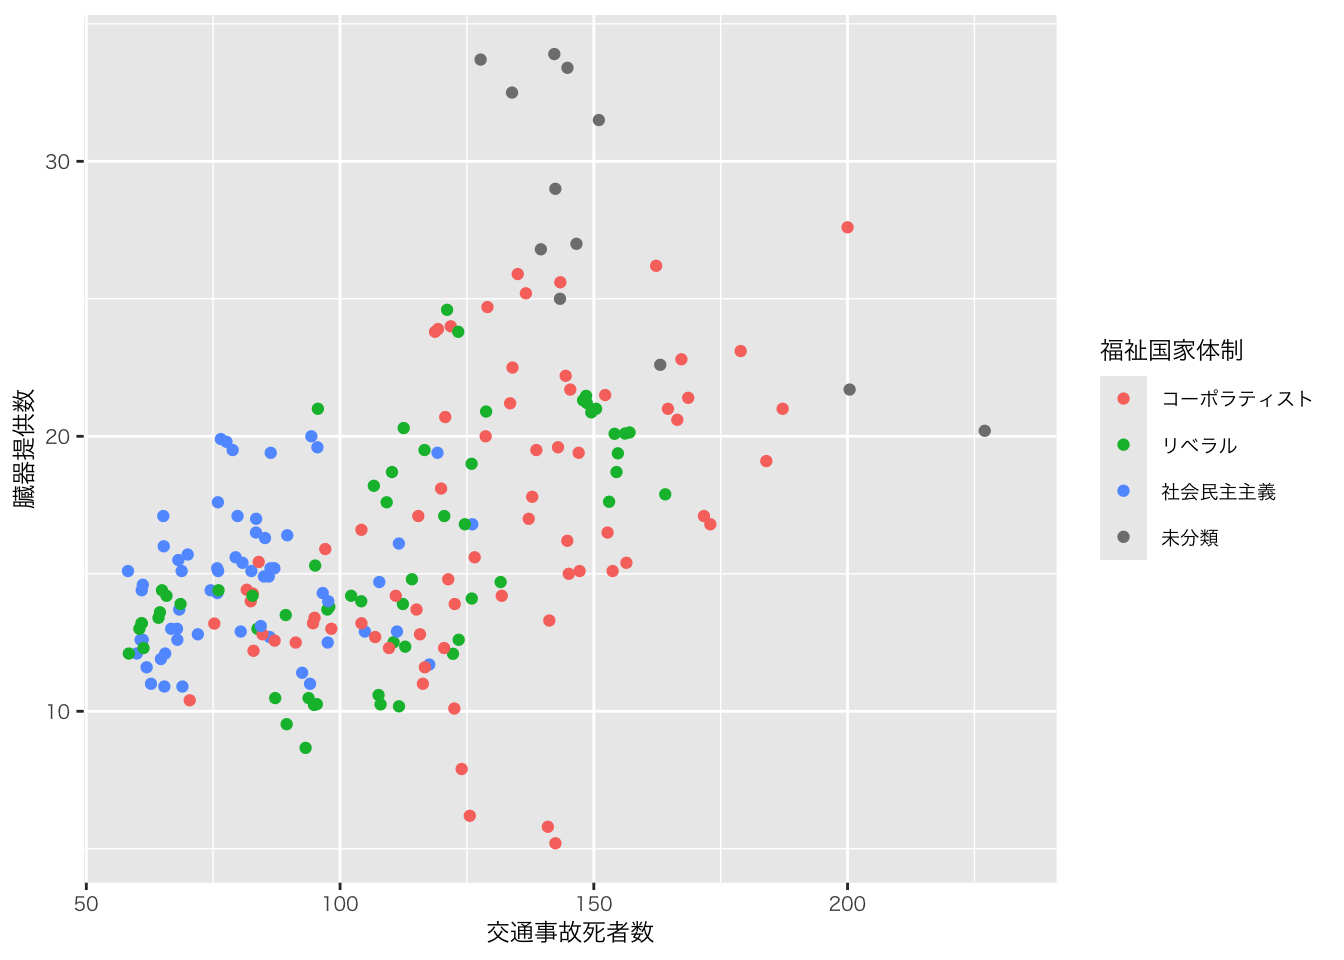 30
20
10
臓器提供数
50
100
150
200
交通事故死者数
福祉国家体制
コーポラティスト
リベラル
社会民主主義
未分類